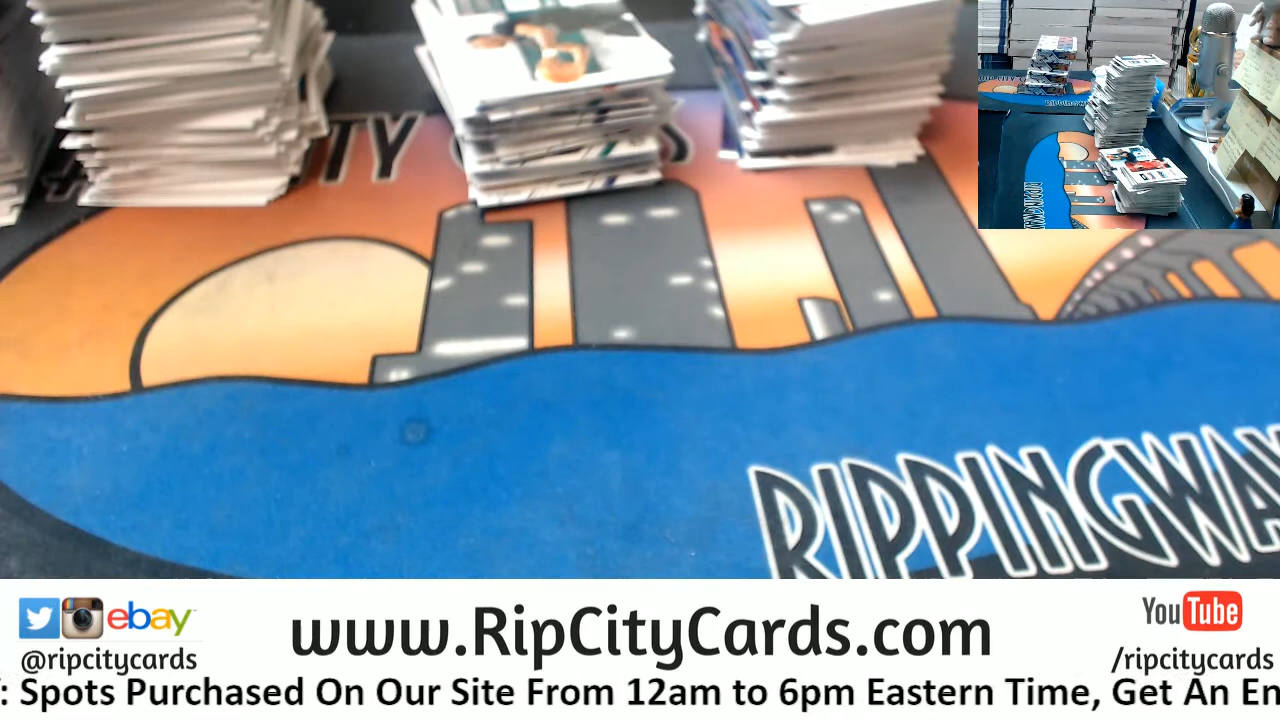 ITY
RIPPINGWA
ebay
@ripcitycards
www.RipCityCards.com
You Tube
/ripcitycards
: Spots Purchased On Our Site From 12am to 6pm Eastern Time, Get An En